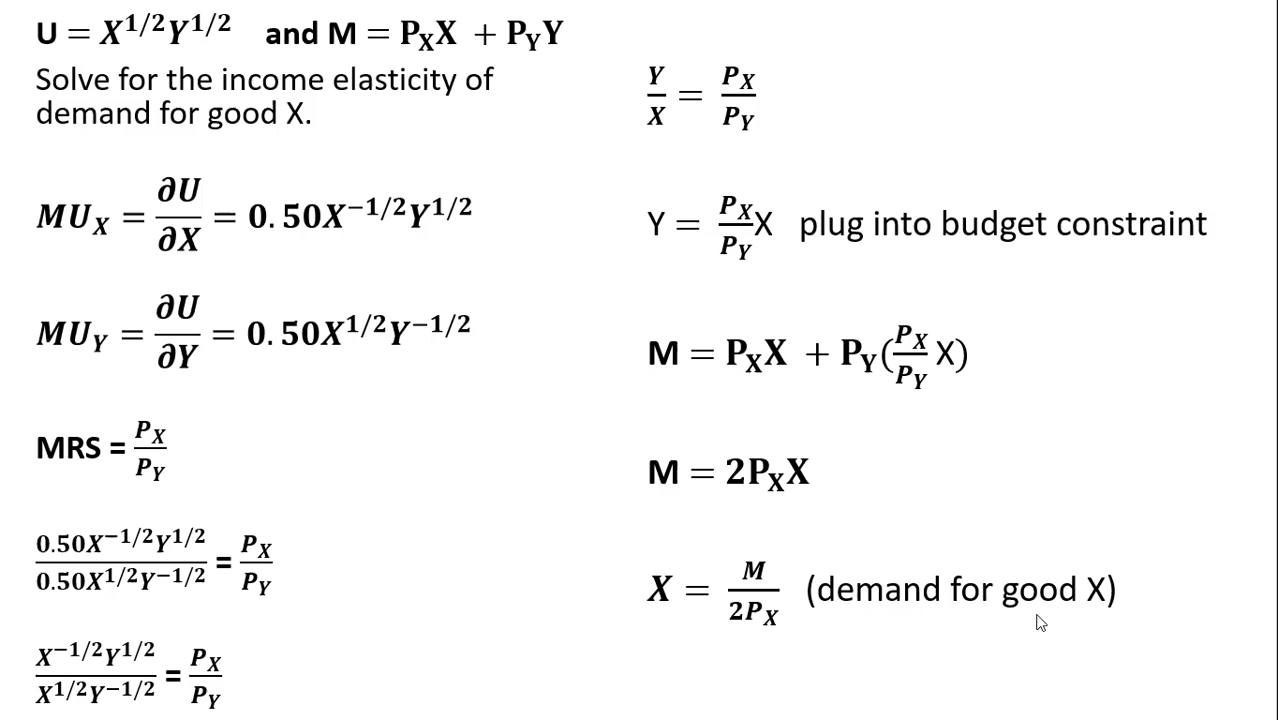 U = X^1/2 Y^1/2 and M = P_X X + P_Y Y
Solve for the income elasticity of
demand for good X.
MU_X = ∂U/∂X = 0.50X^−1/2 Y^1/2
MU_Y = ∂U/∂Y = 0.50X^1/2 Y^−1/2
MRS = P_X/P_Y
0.50X^−1/2 Y^1/2 / 0.50X^1/2 Y^−1/2 = P_X/P_Y
X^−1/2 Y^1/2 / X^1/2 Y^−1/2 = P_X/P_Y
Y/X = P_X/P_Y
Y = P_X/P_Y X plug into budget constraint
M = P_X X + P_Y(P_X/P_Y X)
M = 2P_X X
X = M/2P_X (demand for good X)